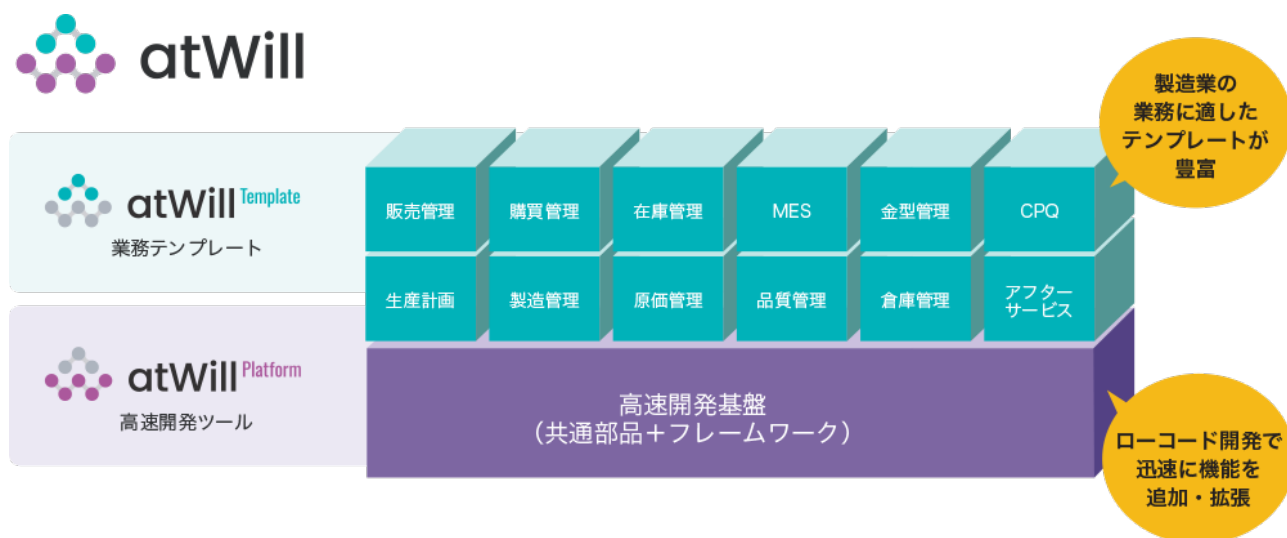 atWill
製造業の
業務に適した
テンプレートが
豊富
atWill Template
業務テンプレート
販売管理
購買管理
在庫管理
MES
金型管理
CPQ
生産計画
製造管理
原価管理
品質管理
倉庫管理
アフター
サービス
atWill Platform
高速開発ツール
高速開発基盤
（共通部品＋フレームワーク）
ローコード開発で
迅速に機能を
追加・拡張